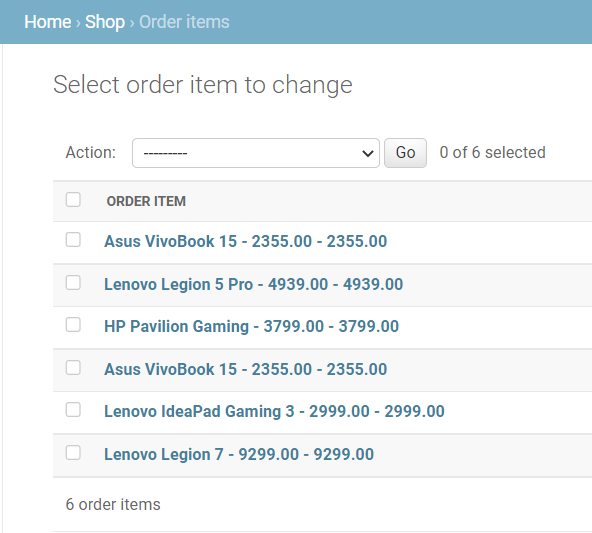 Home › Shop › Order items
Select order item to change
Action: --------- Go 0 of 6 selected
ORDER ITEM
Asus VivoBook 15 - 2355.00 - 2355.00
Lenovo Legion 5 Pro - 4939.00 - 4939.00
HP Pavilion Gaming - 3799.00 - 3799.00
Asus VivoBook 15 - 2355.00 - 2355.00
Lenovo IdeaPad Gaming 3 - 2999.00 - 2999.00
Lenovo Legion 7 - 9299.00 - 9299.00
6 order items